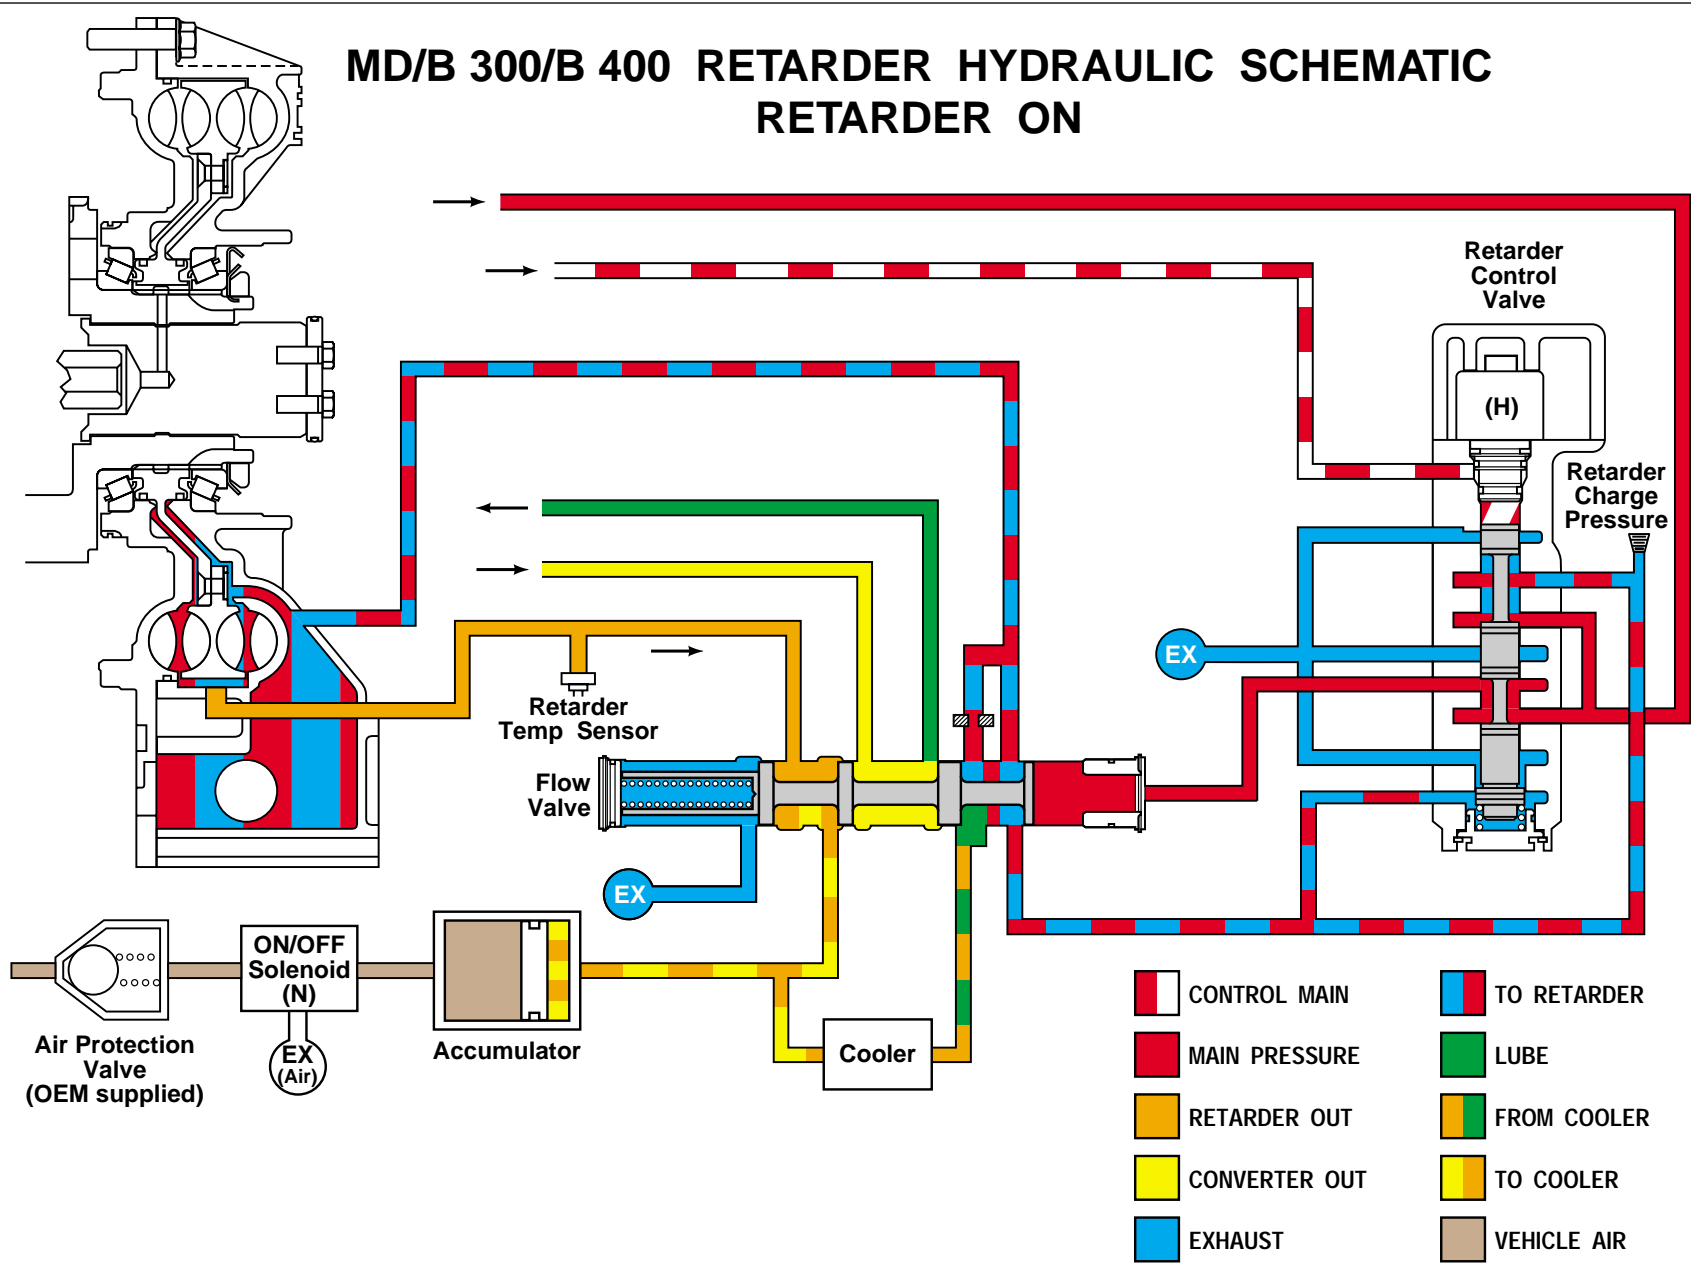 MD/B 300/B 400 RETARDER HYDRAULIC SCHEMATIC
RETARDER ON
Retarder
Control
Valve
(H)
Retarder
Charge
Pressure
EX
Retarder
Temp Sensor
Flow
Valve
EX
ON/OFF
Solenoid
(N)
EX
(Air)
Air Protection
Valve
(OEM supplied)
Accumulator
Cooler
CONTROL MAIN
MAIN PRESSURE
RETARDER OUT
CONVERTER OUT
EXHAUST
TO RETARDER
LUBE
FROM COOLER
TO COOLER
VEHICLE AIR